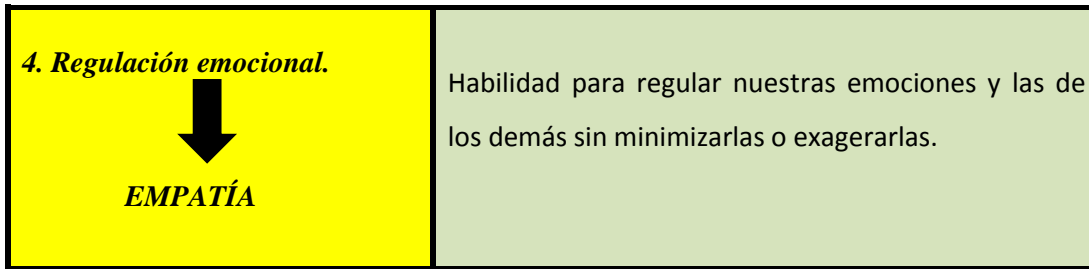 4. Regulación emocional.
EMPATÍA
Habilidad para regular nuestras emociones y las de
los demás sin minimizarlas o exagerarlas.